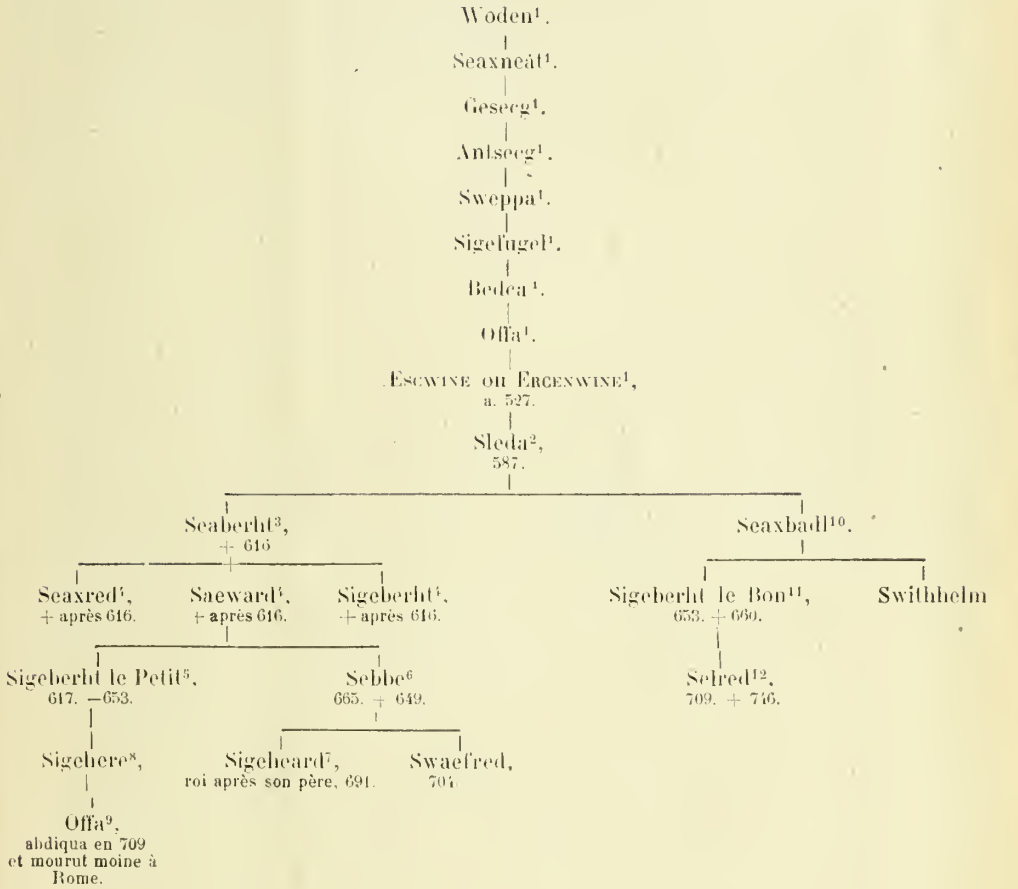 Woden¹.
Seaxneàt¹.
Gesecg¹.
Antsecg¹.
Sweppa¹.
Sigefugel¹.
Bedca¹.
Offa¹.
ESCWINE ou ERCENWINE¹,
a. 527.
Sleda²,
587.
Seaberht³, Seaxbadl¹⁰.
+ 616
Seaxred⁴, Saeward⁴, Sigeberht⁴, Sigeberht le Bon¹¹, Swithhelm
+ après 616. + après 616. + après 616. 653. + 660.
Sigeberht le Petit⁵, Sebbe⁶ Selred¹²,
617. —653. 665. + 649. 709. + 746.
Sigehere⁸, Sigeheard⁷, Swaefred,
roi après son père, 691. 704.
Offa⁹,
abdiqua en 709
et mourut moine à
Rome.